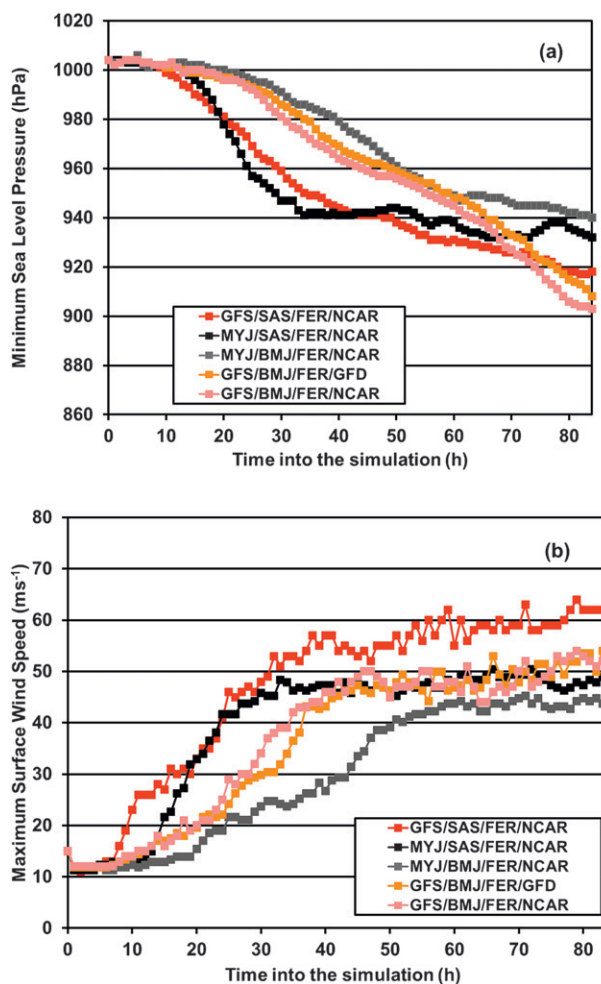 Minimum Sea Level Pressure (hPa)
1020
1000
980
960
940
920
900
880
860
(a)
GFS/SAS/FER/NCAR
MYJ/SAS/FER/NCAR
MYJ/BMJ/FER/NCAR
GFS/BMJ/FER/GFD
GFS/BMJ/FER/NCAR
0 10 20 30 40 50 60 70 80
Time into the simulation (h)
Maximum Surface Wind Speed (ms⁻¹)
80
70
60
50
40
30
20
10
0
(b)
GFS/SAS/FER/NCAR
MYJ/SAS/FER/NCAR
MYJ/BMJ/FER/NCAR
GFS/BMJ/FER/GFD
GFS/BMJ/FER/NCAR
0 10 20 30 40 50 60 70 80
Time into the simulation (h)